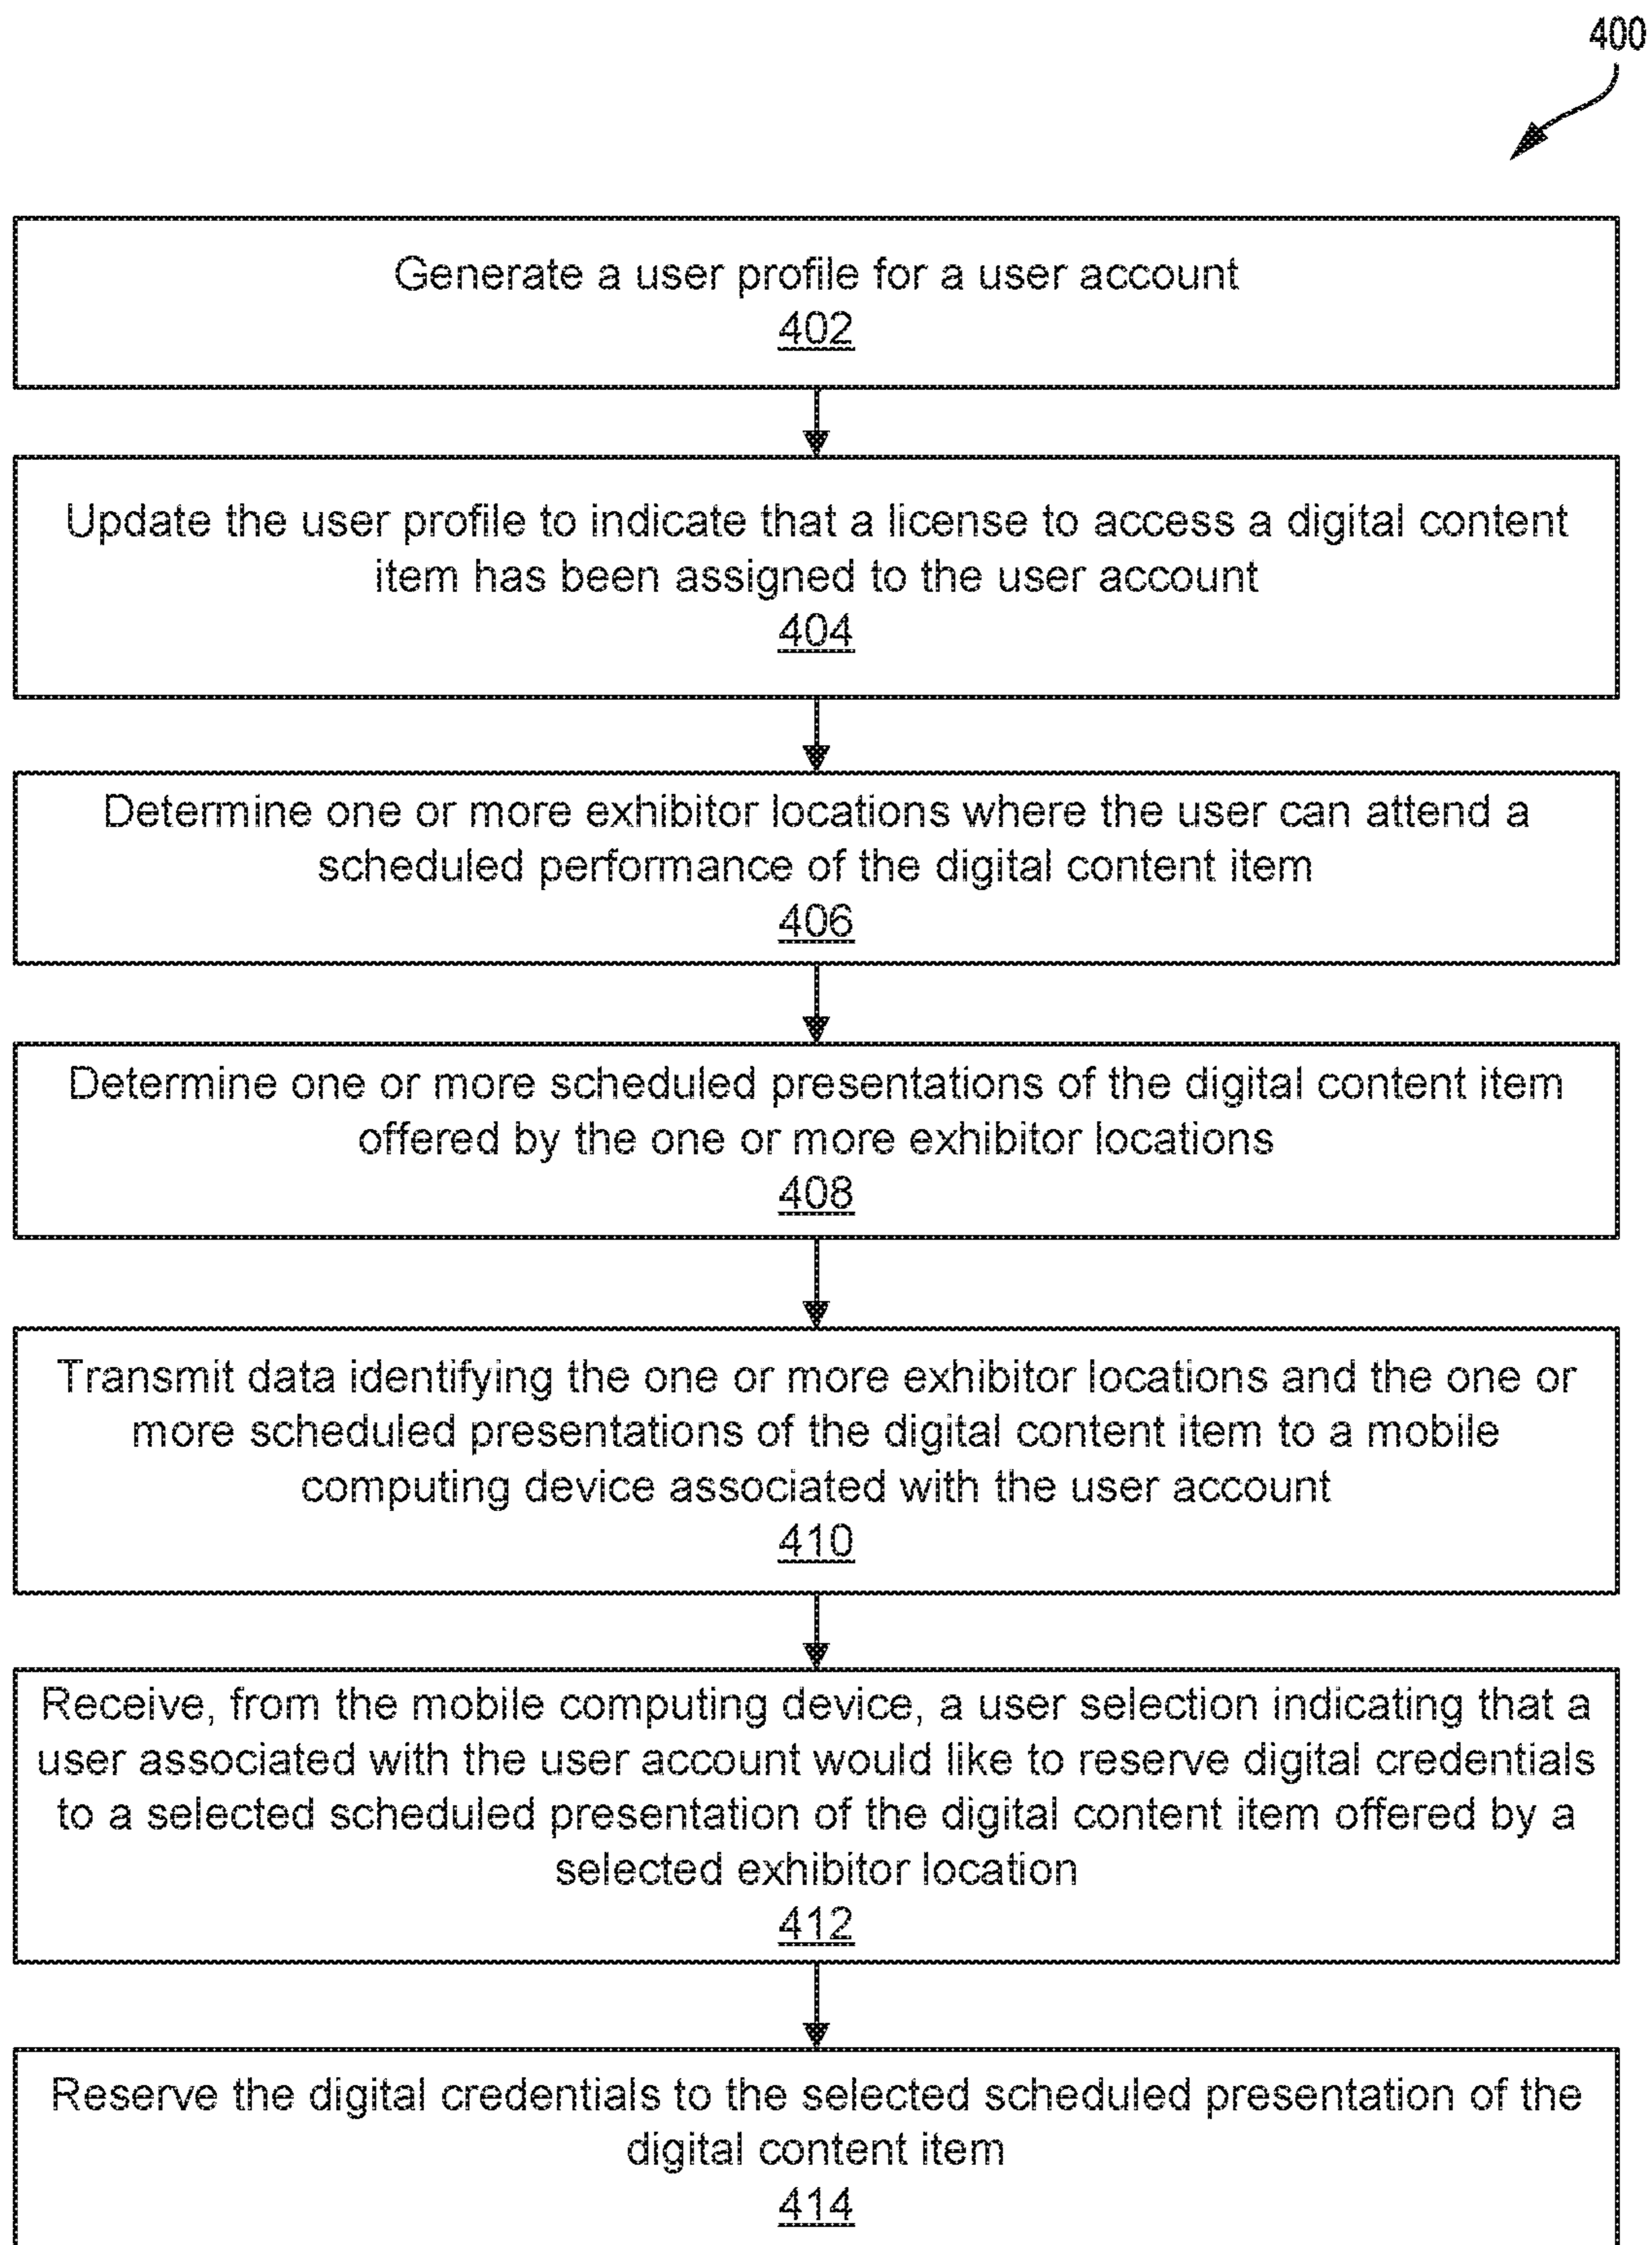 400
Generate a user profile for a user account
402
Update the user profile to indicate that a license to access a digital content
item has been assigned to the user account
404
Determine one or more exhibitor locations where the user can attend a
scheduled performance of the digital content item
406
Determine one or more scheduled presentations of the digital content item
offered by the one or more exhibitor locations
408
Transmit data identifying the one or more exhibitor locations and the one or
more scheduled presentations of the digital content item to a mobile
computing device associated with the user account
410
Receive, from the mobile computing device, a user selection indicating that a
user associated with the user account would like to reserve digital credentials
to a selected scheduled presentation of the digital content item offered by a
selected exhibitor location
412
Reserve the digital credentials to the selected scheduled presentation of the
digital content item
414